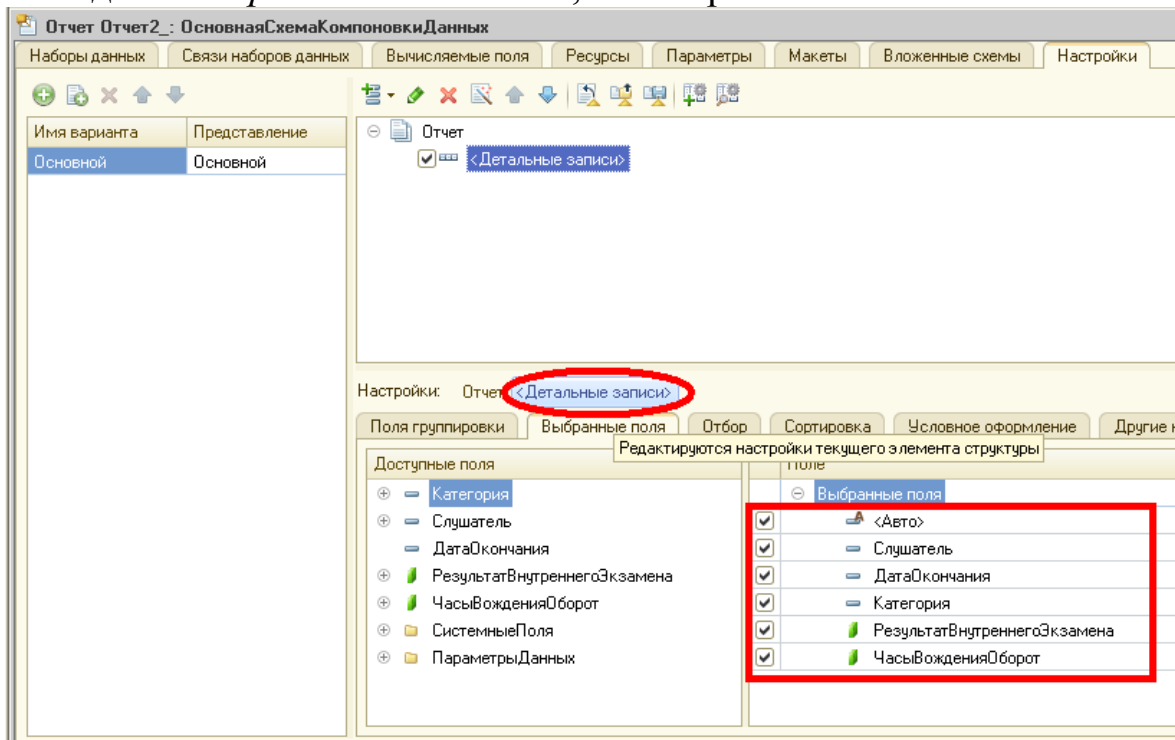 Отчет Отчет2_: ОсновнаяСхемаКомпоновкиДанных
Наборы данных Связи наборов данных Вычисляемые поля Ресурсы Параметры Макеты Вложенные схемы Настройки
Имя варианта Представление
Основной Основной
Отчет
<Детальные записи>
Настройки: Отчет <Детальные записи>
Поля группировки Выбранные поля Отбор Сортировка Условное оформление Другие
Редактируются настройки текущего элемента структуры
Доступные поля Поле
Категория Выбранные поля
Слушатель <Авто>
ДатаОкончания Слушатель
РезультатВнутреннегоЭкзамена ДатаОкончания
ЧасыВожденияОборот Категория
СистемныеПоля РезультатВнутреннегоЭкзамена
ПараметрыДанных ЧасыВожденияОборот